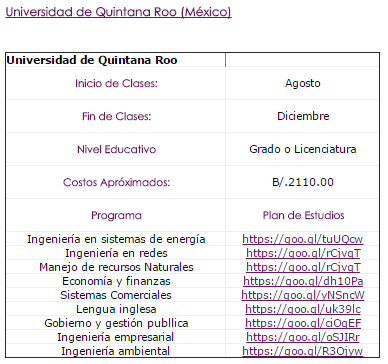 Universidad de Quintana Roo (México)
Universidad de Quintana Roo
Inicio de Clases: Agosto
Fin de Clases: Diciembre
Nivel Educativo Grado o Licenciatura
Costos Apróximados: B/.2110.00
Programa Plan de Estudios
Ingeniería en sistemas de energía https://goo.gl/tuUQcw
Ingeniería en redes https://goo.gl/rCjvqT
Manejo de recursos Naturales https://goo.gl/rCjvqT
Economía y finanzas https://goo.gl/dh10Pa
Sistemas Comerciales https://goo.gl/yNSncW
Lengua inglesa https://goo.gl/uk39lc
Gobierno y gestión publlica https://goo.gl/ciOqEF
Ingeniería empresarial https://goo.gl/oSJIRr
Ingeniería ambiental https://goo.gl/R3Ojyw